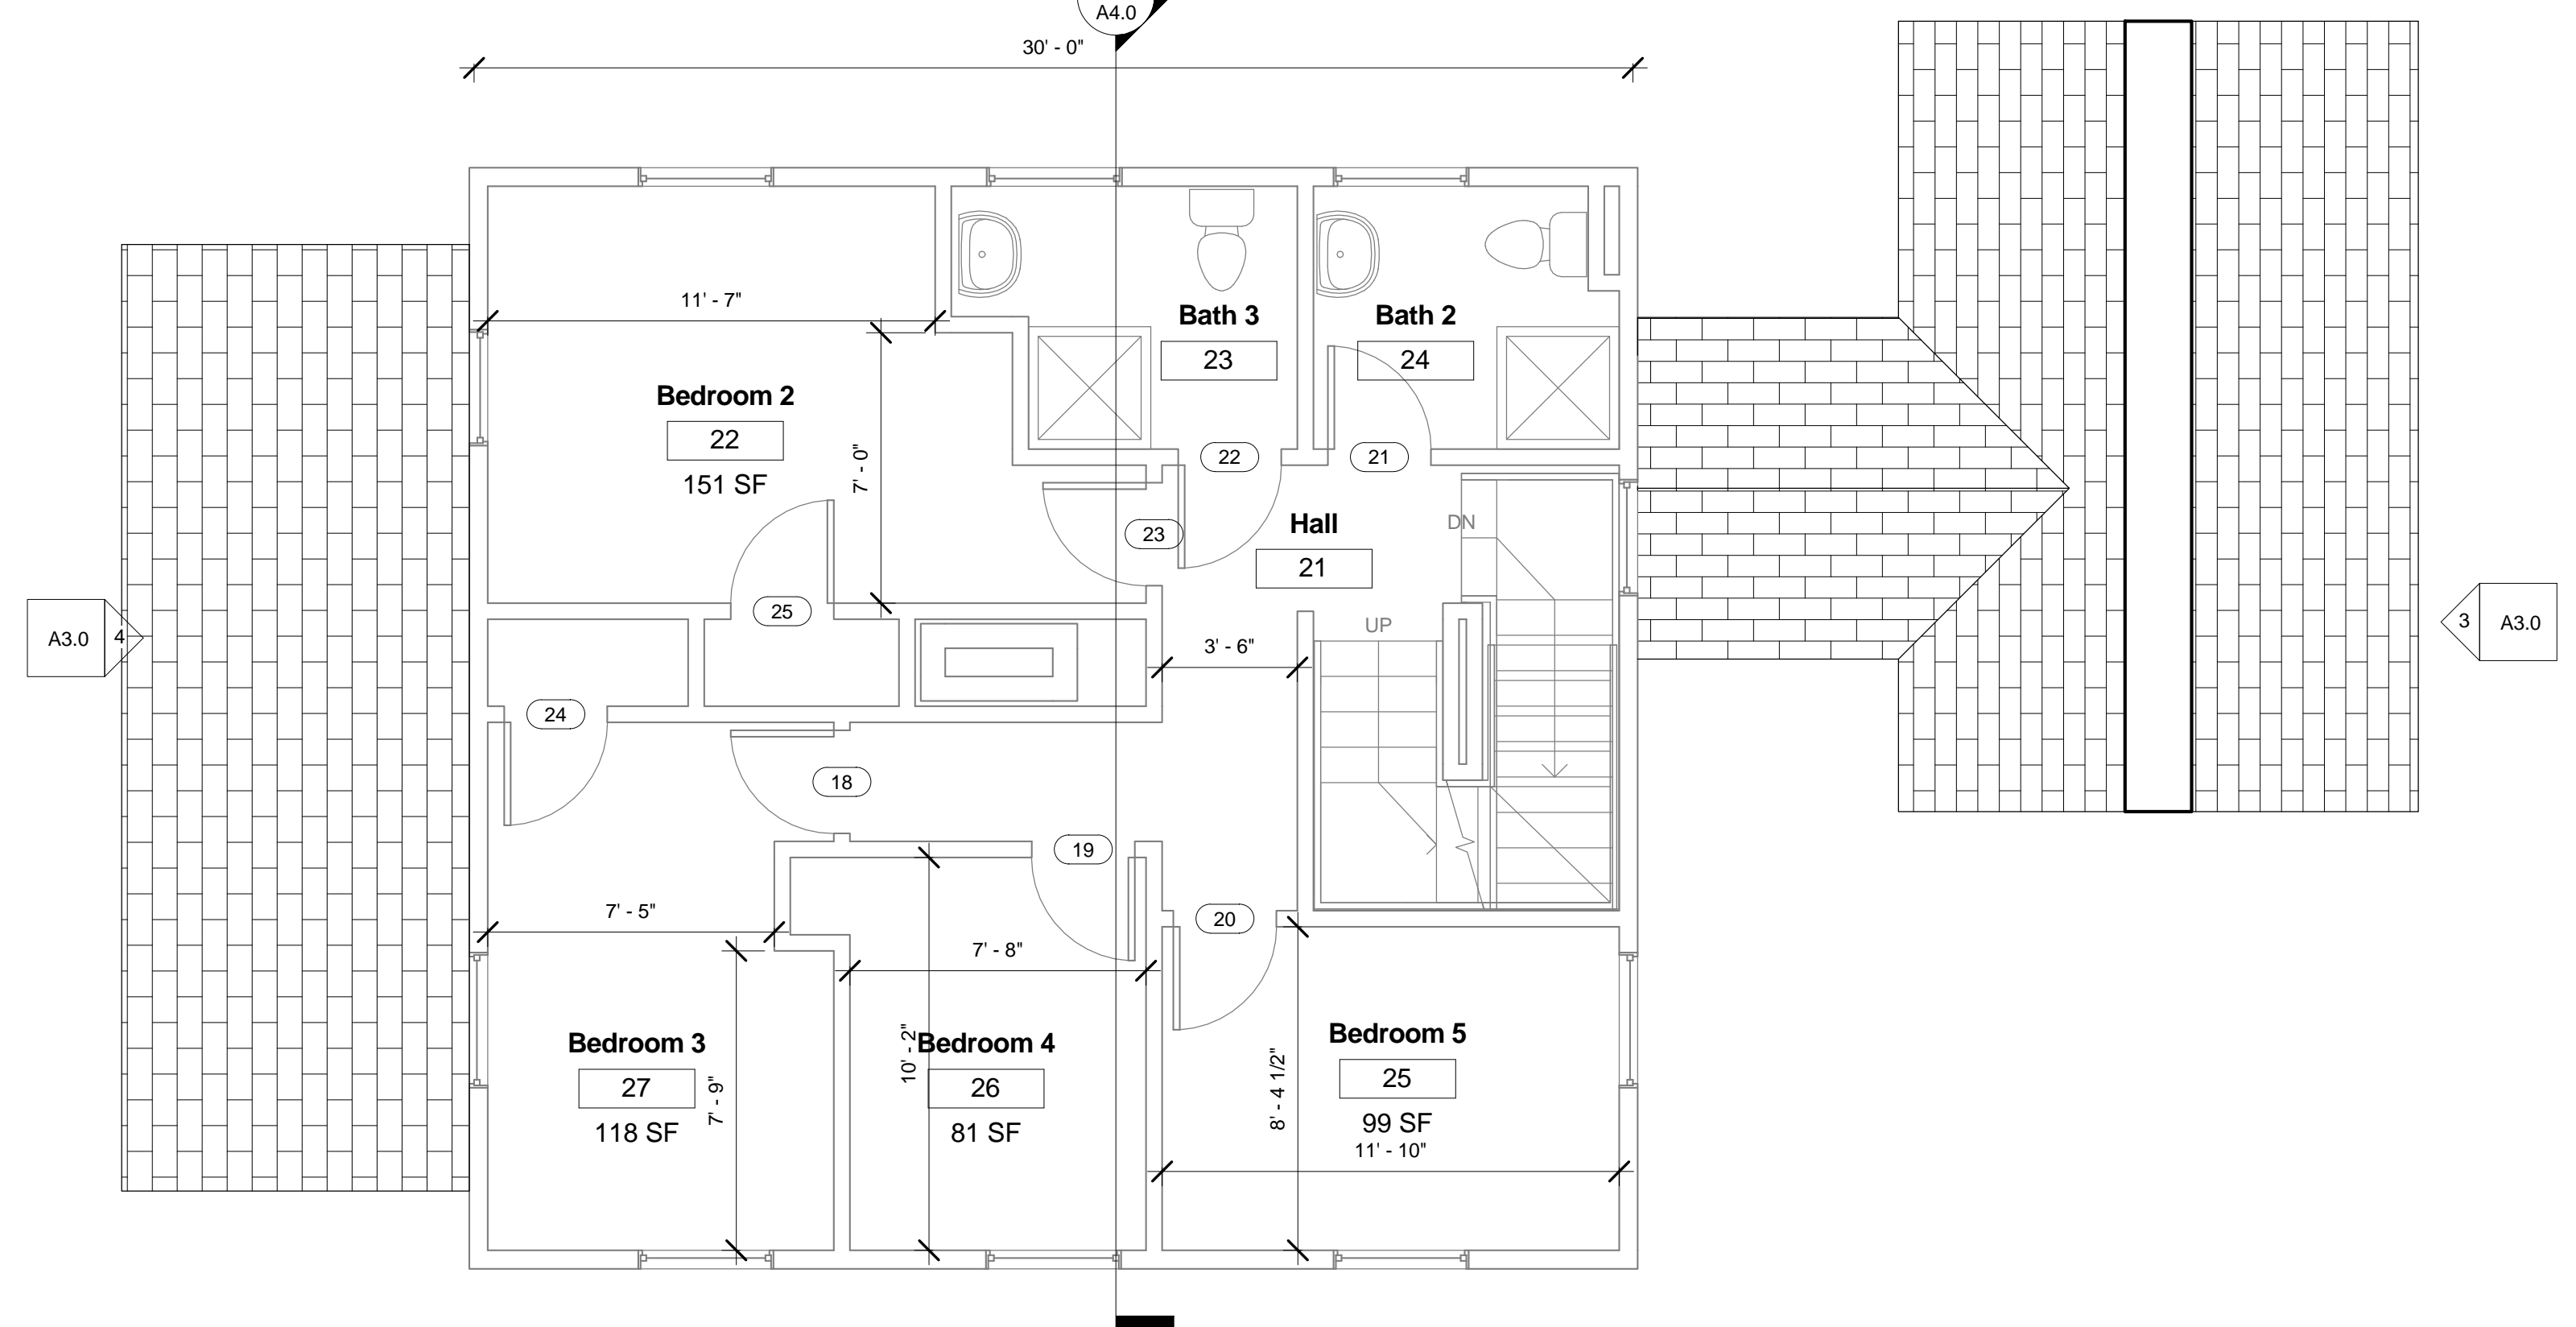 A4.0
30' - 0"
Bath 3
23
Bath 2
24
11' - 7"
Bedroom 2
22
151 SF
7' - 0"
22
21
23
Hall
21
DN
25
UP
3' - 6"
A3.0
4
3
A3.0
24
18
19
20
7' - 5"
7' - 8"
Bedroom 3
27
118 SF
7' - 9"
10' - 2"
Bedroom 4
26
81 SF
8' - 4 1/2"
Bedroom 5
25
99 SF
11' - 10"